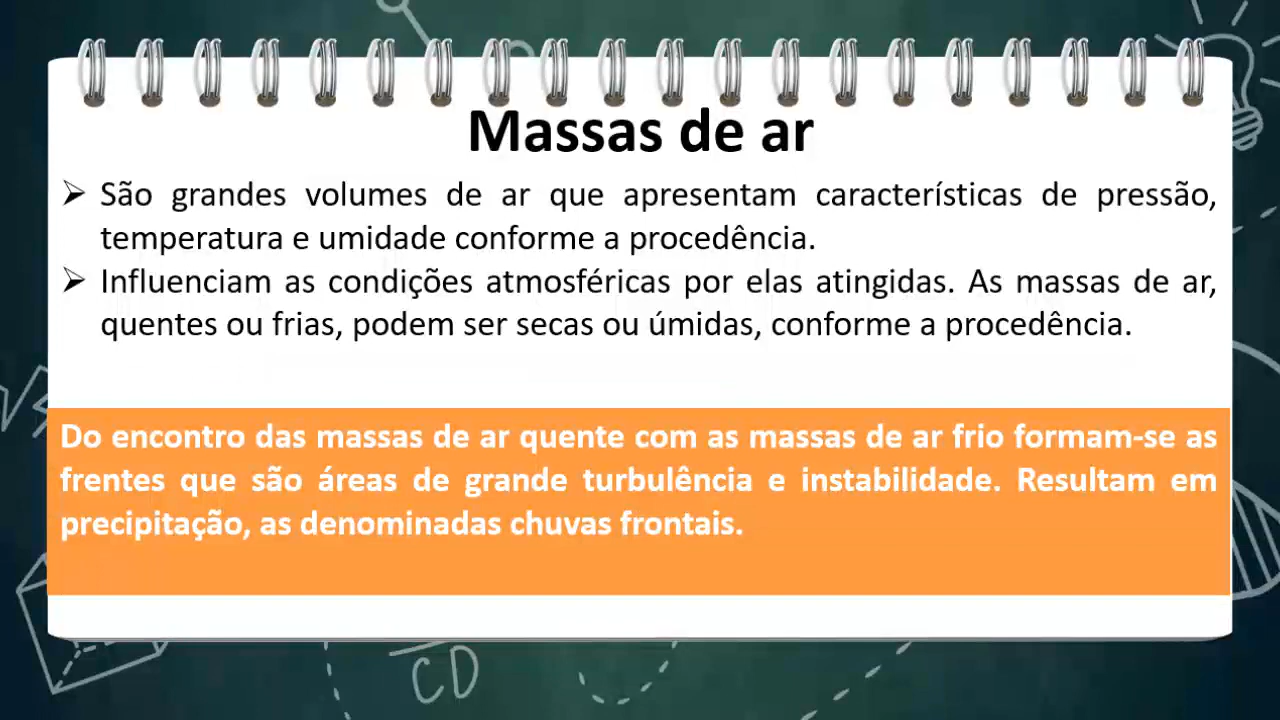 Massas de ar
São grandes volumes de ar que apresentam características de pressão,
temperatura e umidade conforme a procedência.
Influenciam as condições atmosféricas por elas atingidas. As massas de ar,
quentes ou frias, podem ser secas ou úmidas, conforme a procedência.
Do encontro das massas de ar quente com as massas de ar frio formam-se as
frentes que são áreas de grande turbulência e instabilidade. Resultam em
precipitação, as denominadas chuvas frontais.
CD